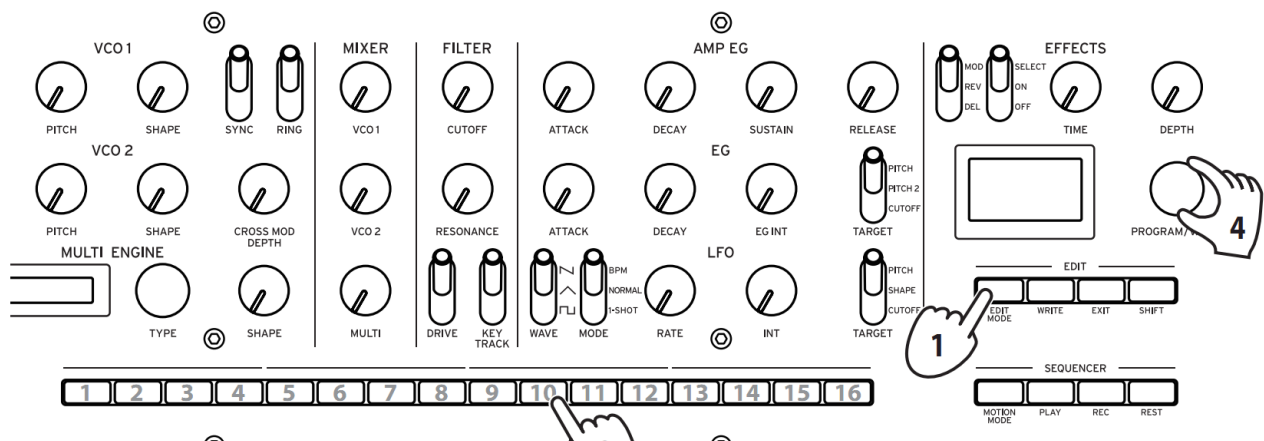 VCO 1 MIXER FILTER AMP EG EFFECTS
MOD SELECT
REV ON
DEL OFF
PITCH SHAPE SYNC RING VCO 1 CUTOFF ATTACK DECAY SUSTAIN RELEASE TIME DEPTH
VCO 2 EG
PITCH
PITCH 2
CUTOFF
PITCH SHAPE CROSS MOD DEPTH VCO 2 RESONANCE ATTACK DECAY EG INT TARGET PROGRAM/ 4
MULTI ENGINE LFO EDIT
BPM PITCH
NORMAL SHAPE
1-SHOT CUTOFF
TYPE SHAPE MULTI DRIVE KEY TRACK WAVE MODE RATE INT TARGET 1 EDIT MODE WRITE EXIT SHIFT
SEQUENCER
1 2 3 4 5 6 7 8 9 10 11 12 13 14 15 16
MOTION MODE PLAY REC REST